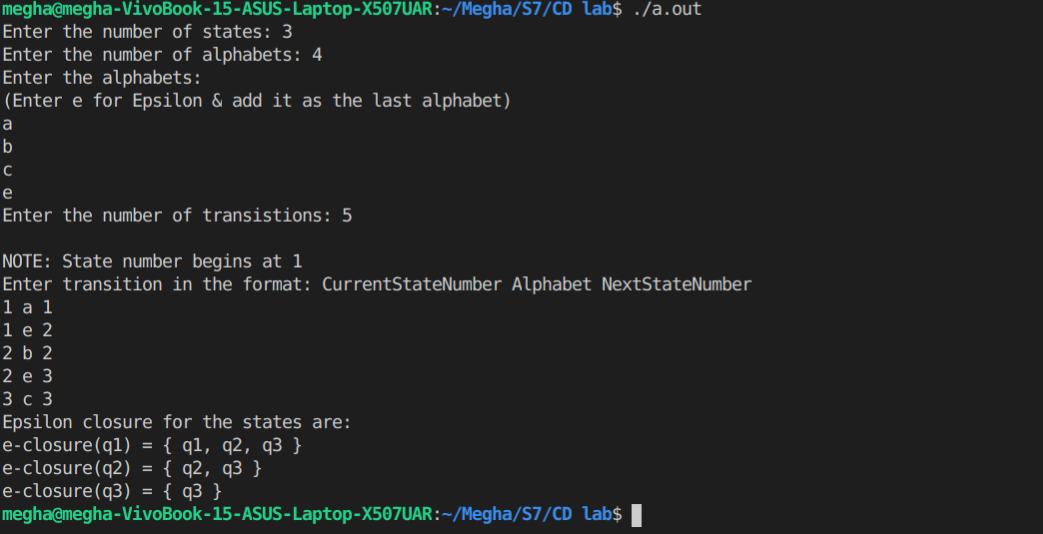 megha@megha-VivoBook-15-ASUS-Laptop-X507UAR:~/Megha/S7/CD lab$ ./a.out
Enter the number of states: 3
Enter the number of alphabets: 4
Enter the alphabets:
(Enter e for Epsilon & add it as the last alphabet)
a
b
c
e
Enter the number of transistions: 5
NOTE: State number begins at 1
Enter transition in the format: CurrentStateNumber Alphabet NextStateNumber
1 a 1
1 e 2
2 b 2
2 e 3
3 c 3
Epsilon closure for the states are:
e-closure(q1) = { q1, q2, q3 }
e-closure(q2) = { q2, q3 }
e-closure(q3) = { q3 }
megha@megha-VivoBook-15-ASUS-Laptop-X507UAR:~/Megha/S7/CD lab$